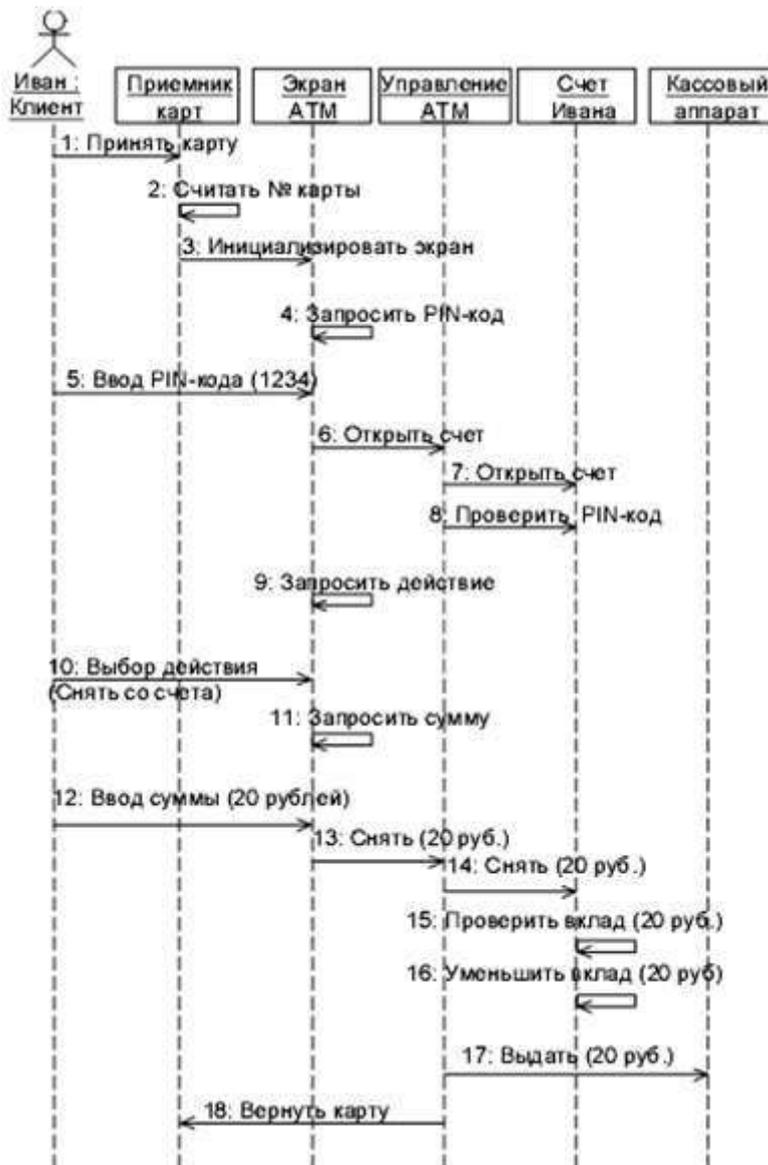 Иван :
Клиент
Приемник
карт
Экран
АТМ
Управление
АТМ
Счет
Ивана
Кассовый
аппарат
1: Принять карту
2: Считать № карты
3: Инициализировать экран
4: Запросить PIN-код
5: Ввод PIN-кода (1234)
6: Открыть счет
7: Открыть счет
8: Проверить PIN-код
9: Запросить действие
10: Выбор действия
(Снять со счета)
11: Запросить сумму
12: Ввод суммы (20 рублей)
13: Снять (20 руб.)
14: Снять (20 руб.)
15: Проверить вклад (20 руб.)
16: Уменьшить вклад (20 руб)
17: Выдать (20 руб.)
18: Вернуть карту